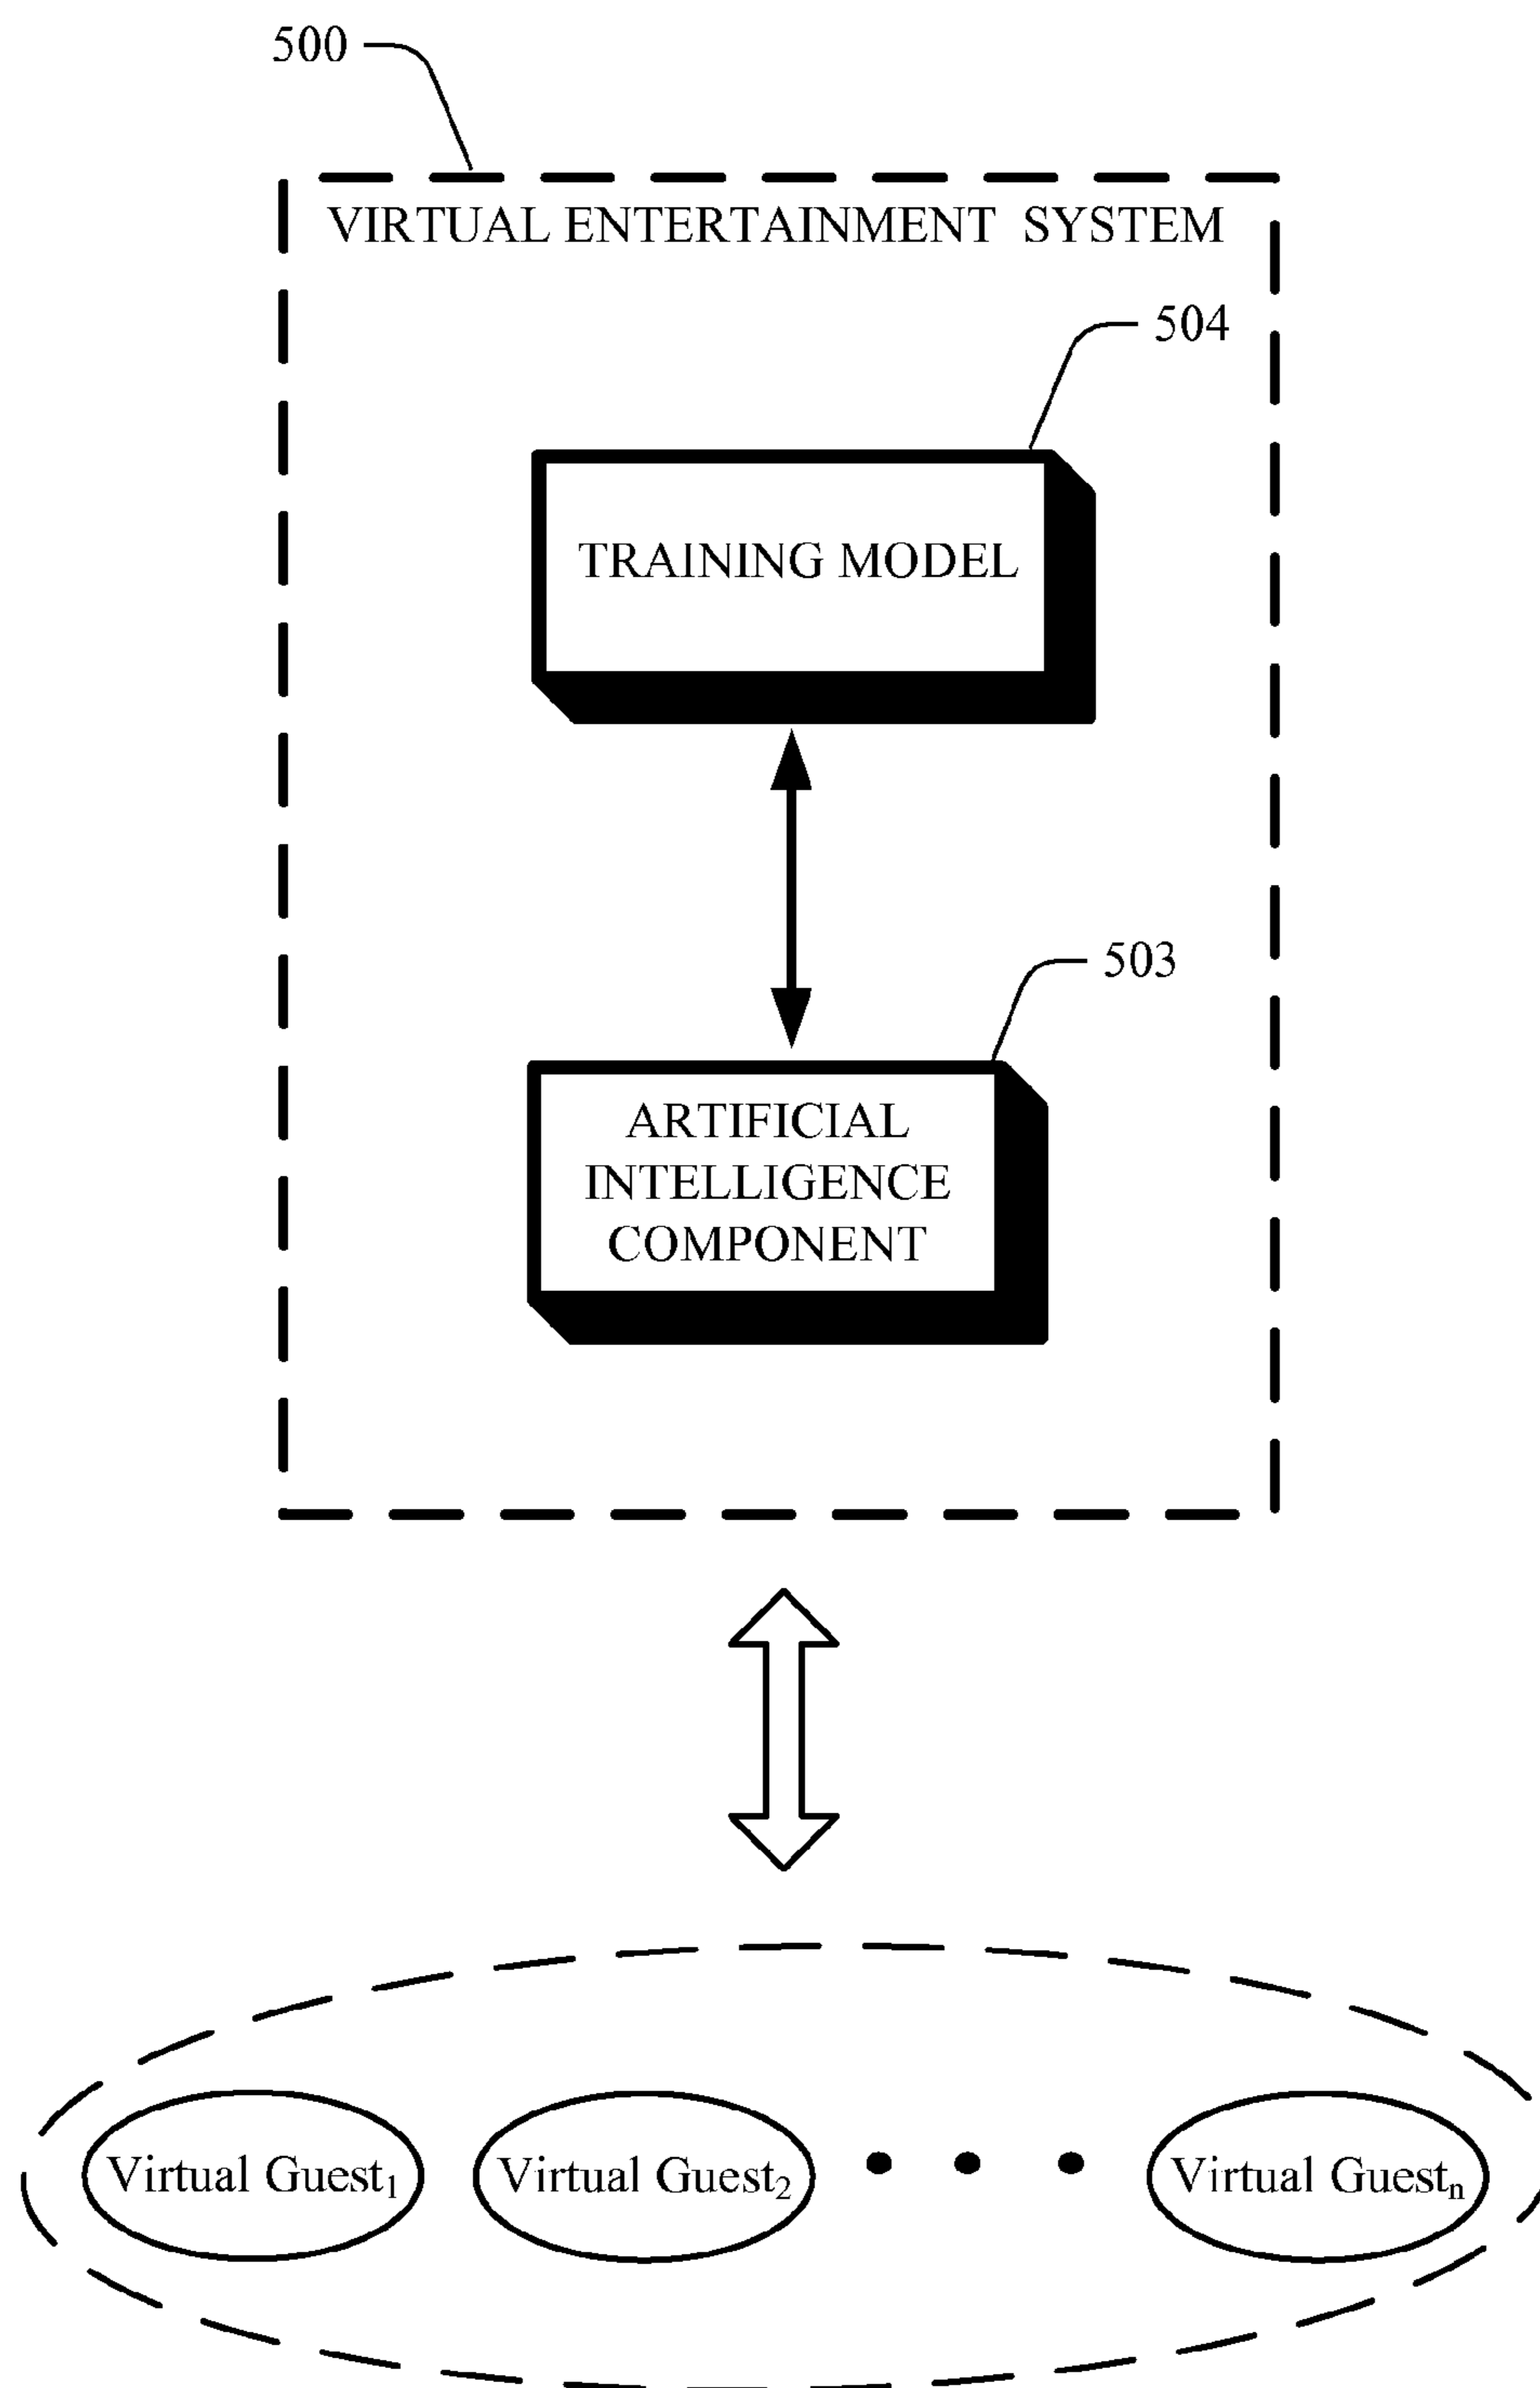 500
VIRTUAL ENTERTAINMENT SYSTEM
504
TRAINING MODEL
503
ARTIFICIAL
INTELLIGENCE
COMPONENT
Virtual Guest1
Virtual Guest2
Virtual Guestn